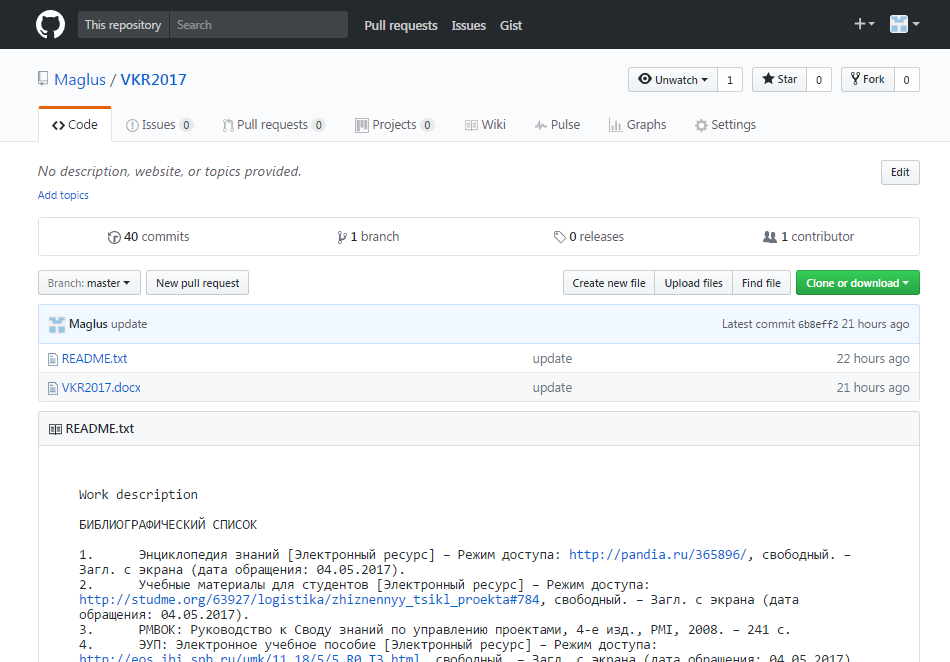 This repository Search Pull requests Issues Gist
Maglus / VKR2017 Unwatch 1 Star 0 Fork 0
Code Issues 0 Pull requests 0 Projects 0 Wiki Pulse Graphs Settings
No description, website, or topics provided. Edit
Add topics
40 commits 1 branch 0 releases 1 contributor
Branch: master New pull request Create new file Upload files Find file Clone or download
Maglus update Latest commit 6b8eff2 21 hours ago
README.txt update 22 hours ago
VKR2017.docx update 21 hours ago
README.txt
Work description
БИБЛИОГРАФИЧЕСКИЙ СПИСОК
1. Энциклопедия знаний [Электронный ресурс] – Режим доступа: http://pandia.ru/365896/, свободный. –
Загл. с экрана (дата обращения: 04.05.2017).
2. Учебные материалы для студентов [Электронный ресурс] – Режим доступа:
http://studme.org/63927/logistika/zhiznennyy_tsikl_proekta#784, свободный. – Загл. с экрана (дата
обращения: 04.05.2017).
3. PMBOK: Руководство к Своду знаний по управлению проектами, 4-е изд., PMI, 2008. – 241 с.
4. ЭУП: Электронное учебное пособие [Электронный ресурс] – Режим доступа:
http://eos.ibi.spb.ru/umk/11_18/5/5_R0_T3.html, свободный. – Загл. с экрана (дата обращения: 04.05.2017)